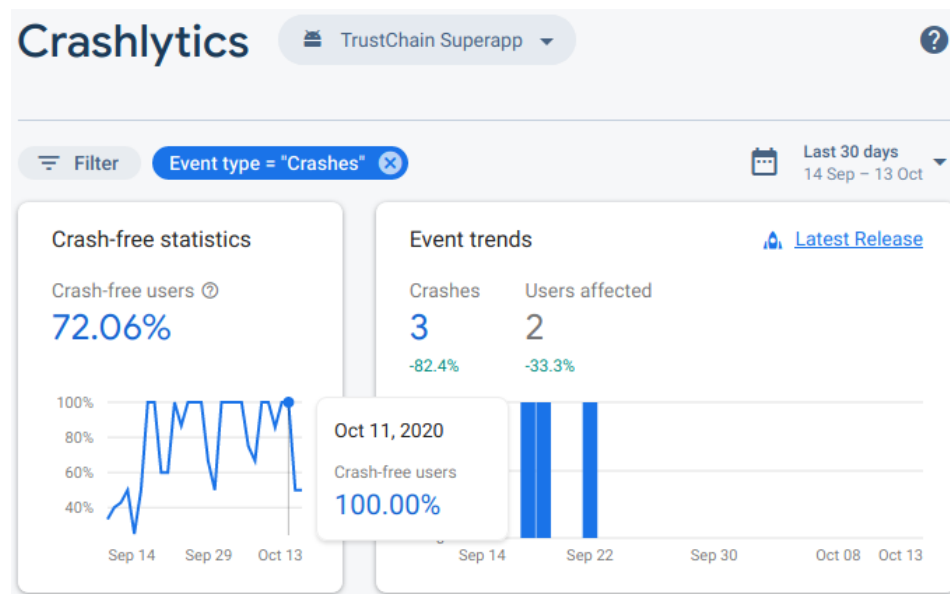 Crashlytics
TrustChain Superapp
?
Filter
Event type = "Crashes"
Last 30 days
14 Sep – 13 Oct
Crash-free statistics
Crash-free users ?
72.06%
100%
80%
60%
40%
Sep 14
Sep 29
Oct 13
Event trends
Latest Release
Crashes
Users affected
3
2
-82.4%
-33.3%
Oct 11, 2020
Crash-free users
100.00%
Sep 14
Sep 22
Sep 30
Oct 08
Oct 13